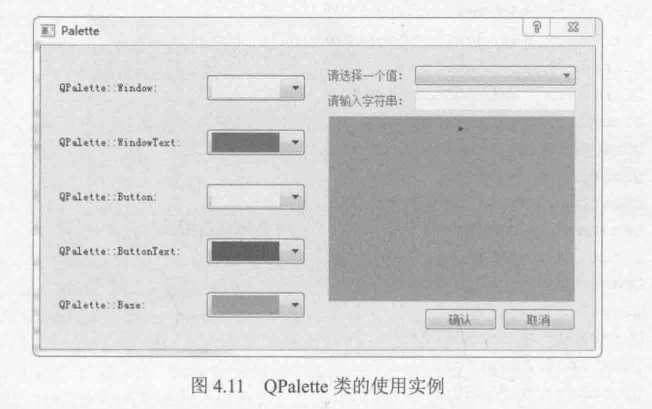 Palette
QPalette::Window:
请选择一个值:
请输入字符串:
QPalette::WindowText:
QPalette::Button:
QPalette::ButtonText:
QPalette::Base:
确认 取消
图 4.11 QPalette 类的使用实例